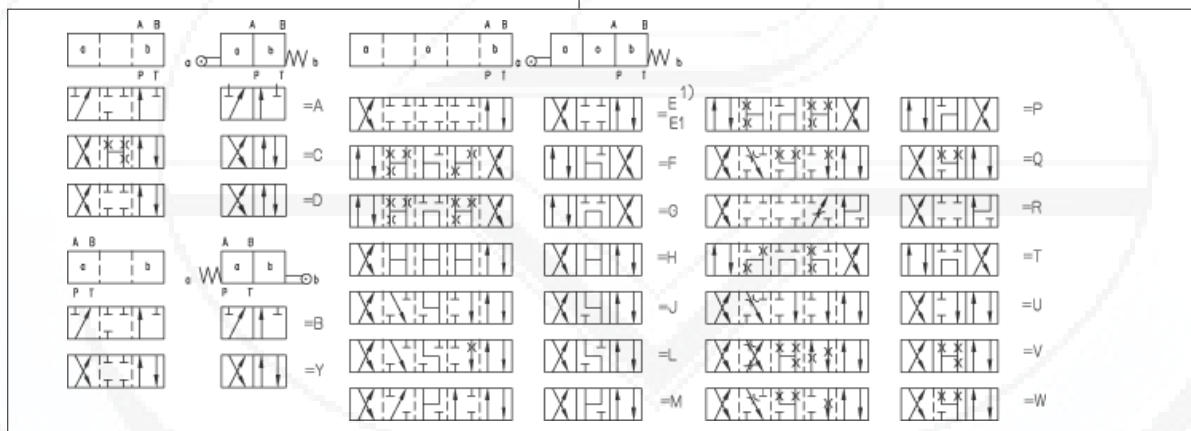 A B A B A B A B
a b a b a o b a o b
a b a b
P T P T P T P T
=A
=C
=D
=E 1)
E1
=F
=G
=H
=J
=L
=M
=P
=Q
=R
=T
=U
=V
=W
A B A B
a b a b
a b
P T P T
=B
=Y